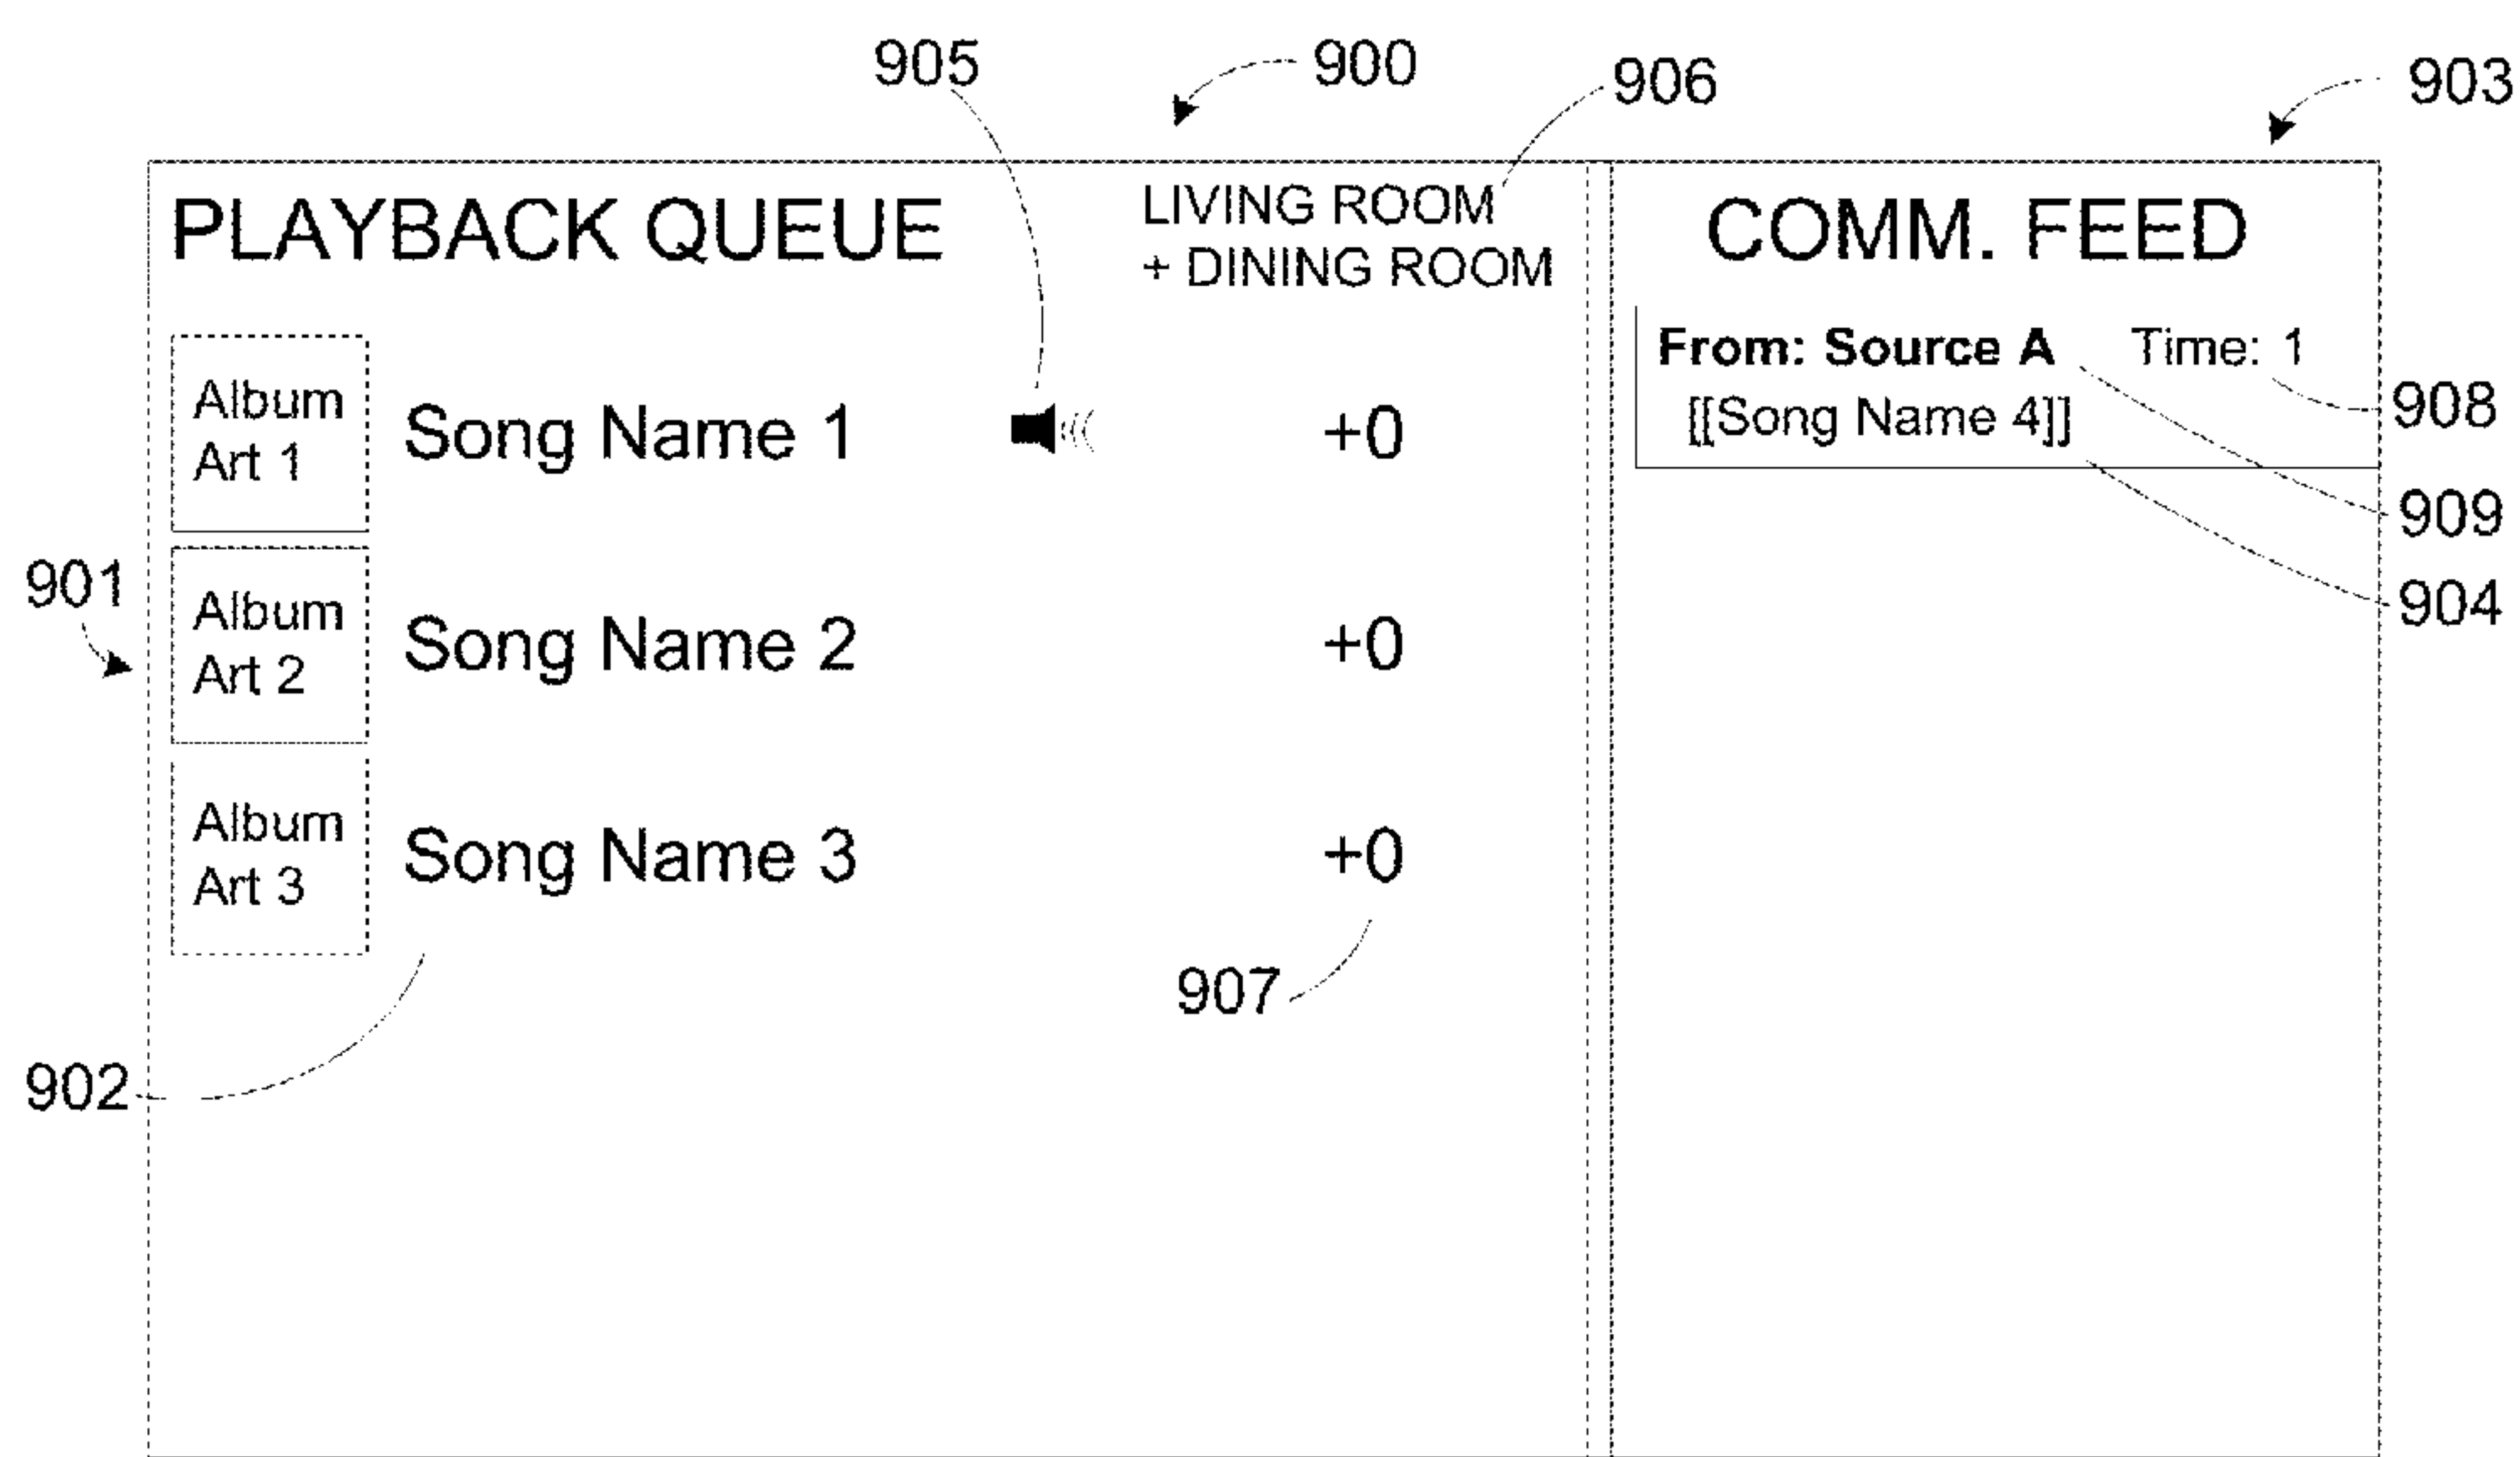 905
900
906
903
PLAYBACK QUEUE
LIVING ROOM
+ DINING ROOM
COMM. FEED
Album
Art 1
Song Name 1
+0
From: Source A Time: 1
[[Song Name 4]]
908
909
904
901
Album
Art 2
Song Name 2
+0
Album
Art 3
Song Name 3
+0
907
902